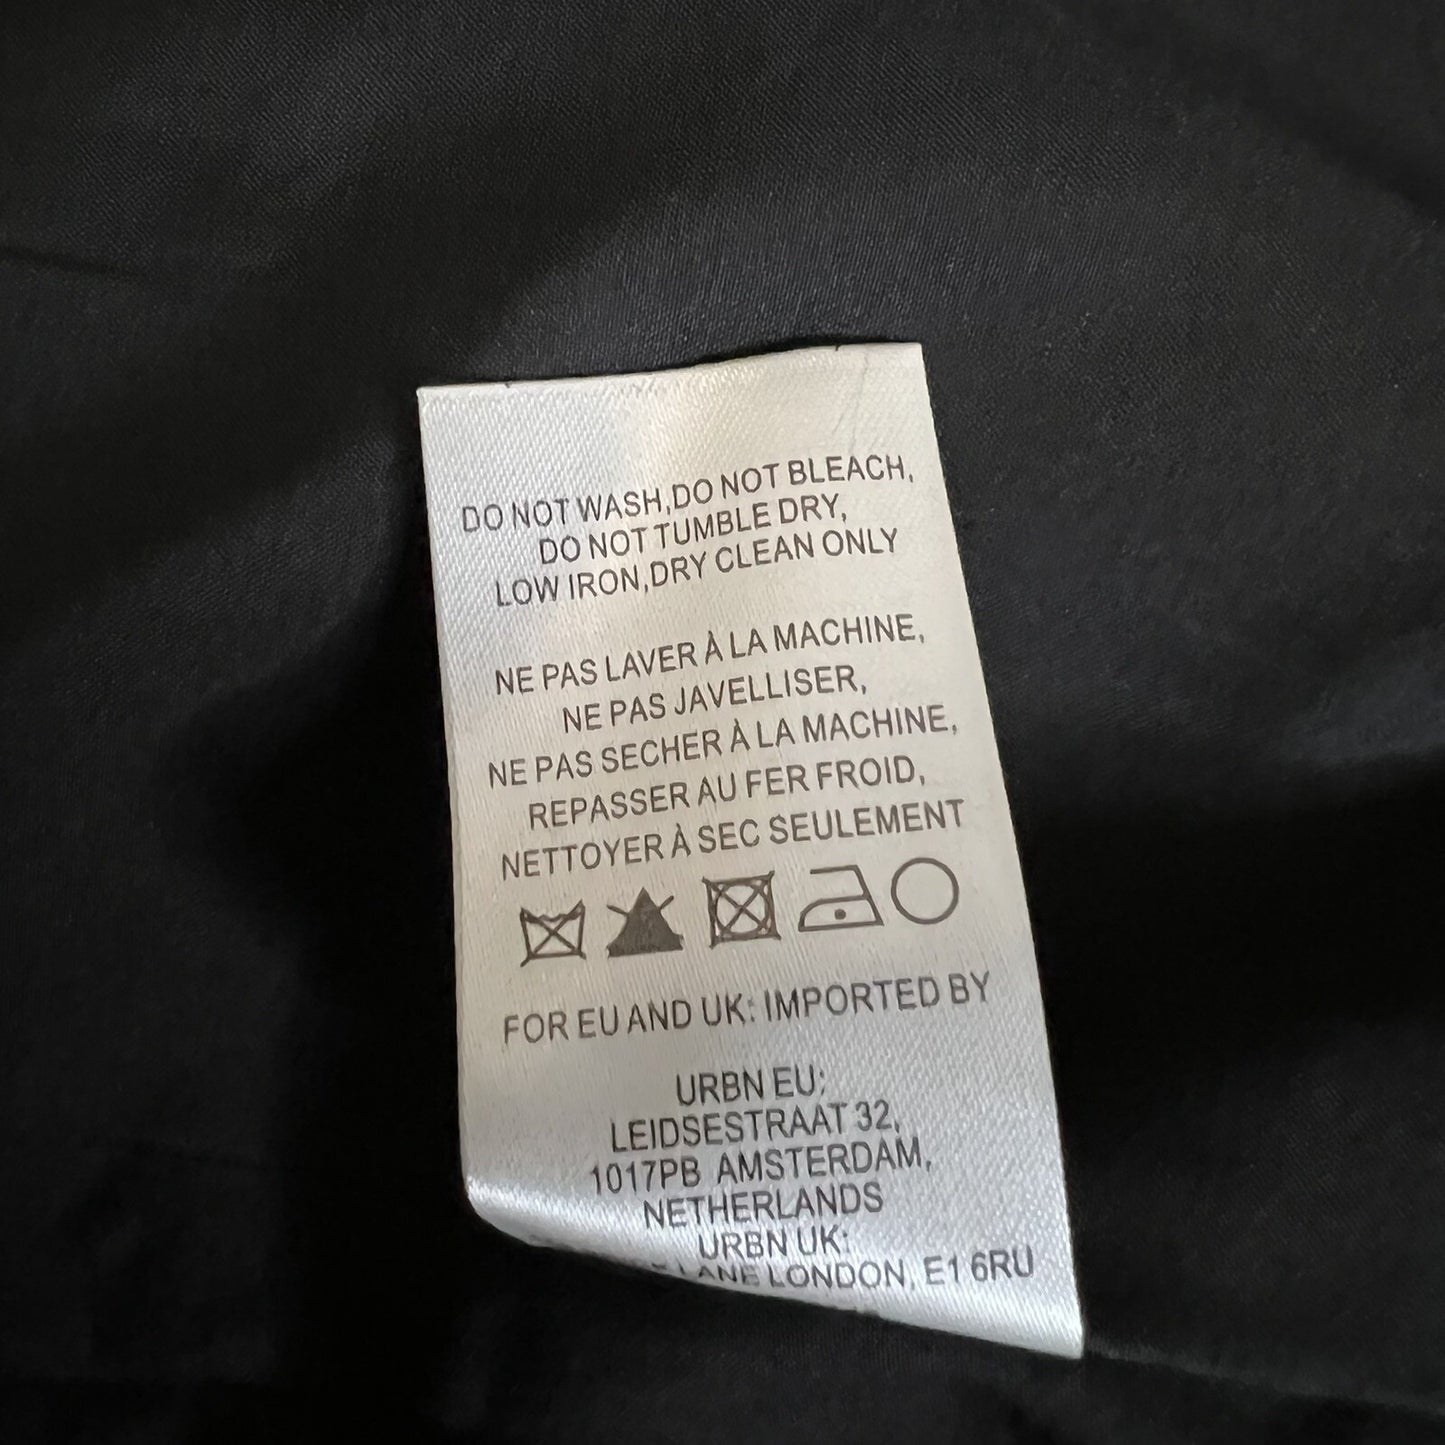 DO NOT WASH,DO NOT BLEACH,
DO NOT TUMBLE DRY,
LOW IRON,DRY CLEAN ONLY
NE PAS LAVER À LA MACHINE,
NE PAS JAVELLISER,
NE PAS SECHER À LA MACHINE,
REPASSER AU FER FROID,
NETTOYER À SEC SEULEMENT
FOR EU AND UK: IMPORTED BY
URBN EU:
LEIDSESTRAAT 32,
1017PB AMSTERDAM,
NETHERLANDS
URBN UK:
LANE LONDON, E1 6RU